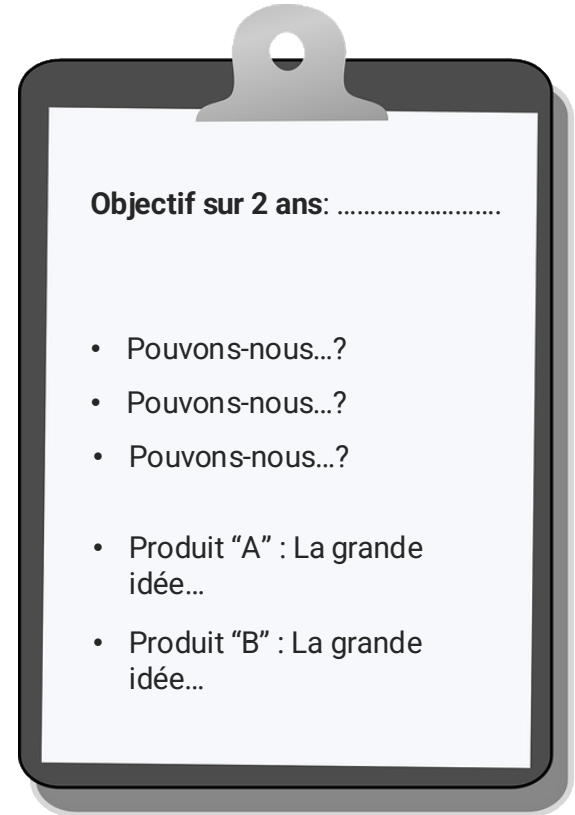 Objectif sur 2 ans: …………………….
• Pouvons-nous…?
• Pouvons-nous…?
• Pouvons-nous…?
• Produit “A” : La grande
idée…
• Produit “B” : La grande
idée…